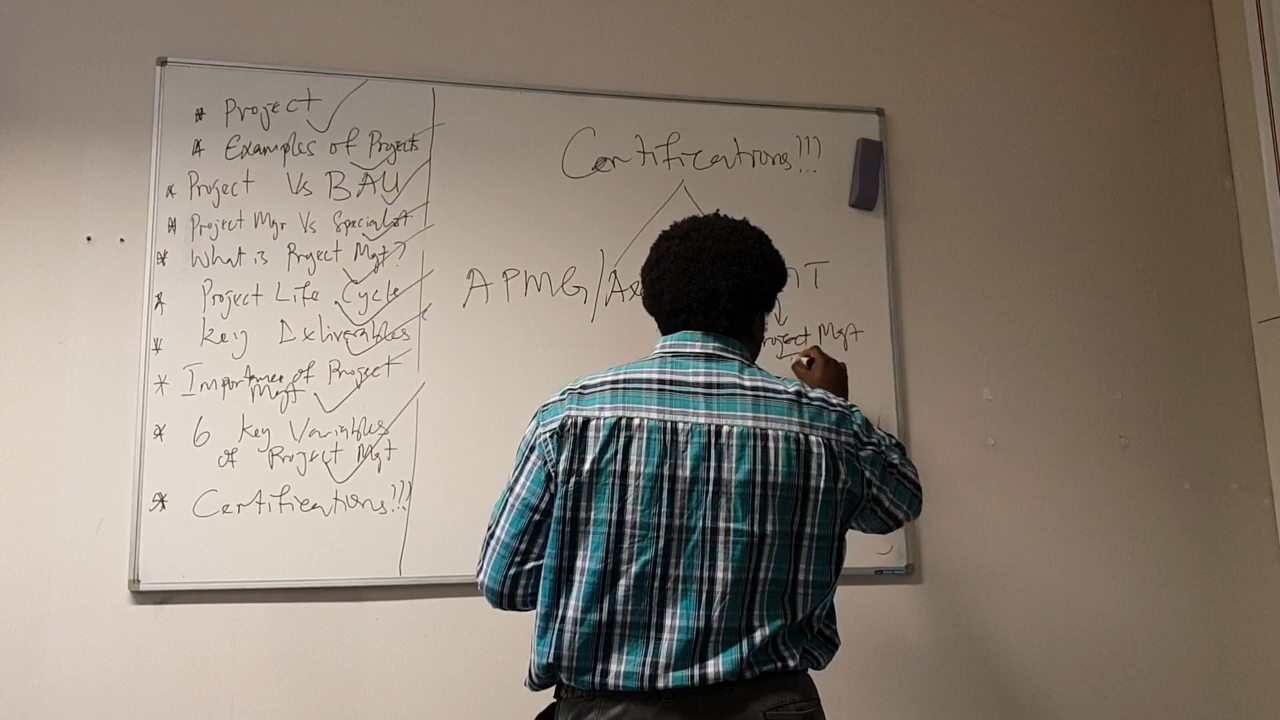 * Project
* Examples of Projects
* Project Vs BAU
* Project Mgr Vs Specialist
* What is Project Mgt?
* Project Life Cycle
* Key Deliverables
* Importance of Project
Mgt
* 6 Key Variables
of Project Mgt
* Certifications!!!
Certifications!!!
APMG/
Mgt